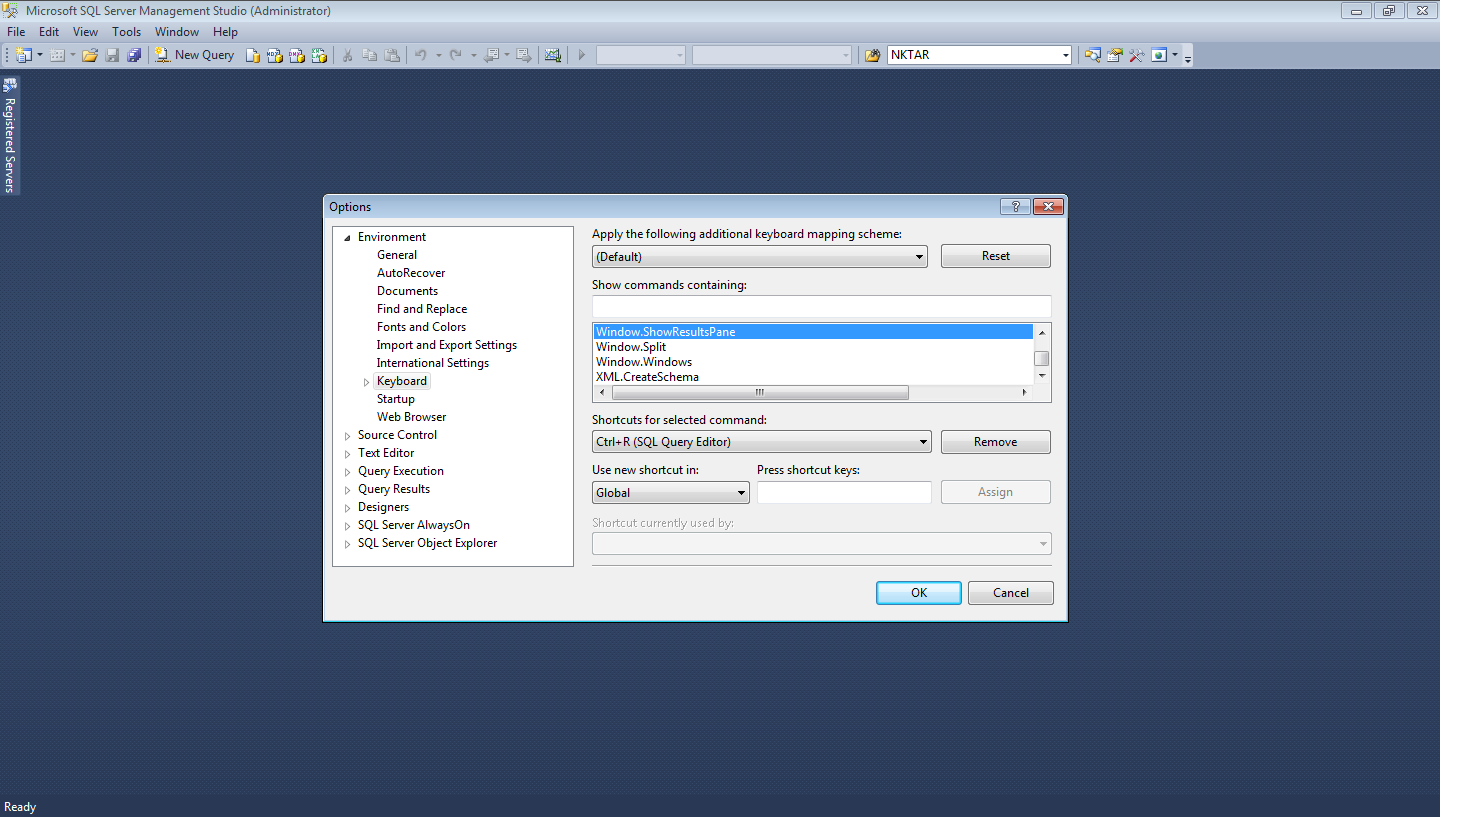 Microsoft SQL Server Management Studio (Administrator)
File Edit View Tools Window Help
New Query
NKTAR
Registered Servers
Options
Environment
General
AutoRecover
Documents
Find and Replace
Fonts and Colors
Import and Export Settings
International Settings
Keyboard
Startup
Web Browser
Source Control
Text Editor
Query Execution
Query Results
Designers
SQL Server AlwaysOn
SQL Server Object Explorer
Apply the following additional keyboard mapping scheme:
(Default)
Reset
Show commands containing:
Window.ShowResultsPane
Window.Split
Window.Windows
XML.CreateSchema
Shortcuts for selected command:
Ctrl+R (SQL Query Editor)
Remove
Use new shortcut in: Press shortcut keys:
Global
Assign
Shortcut currently used by:
OK Cancel
Ready